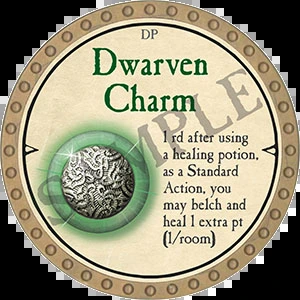 DP
Dwarven
Charm
1 rd after using
a healing potion,
as a Standard
Action, you
may belch and
heal 1 extra pt
(1/room)
SAMPLE